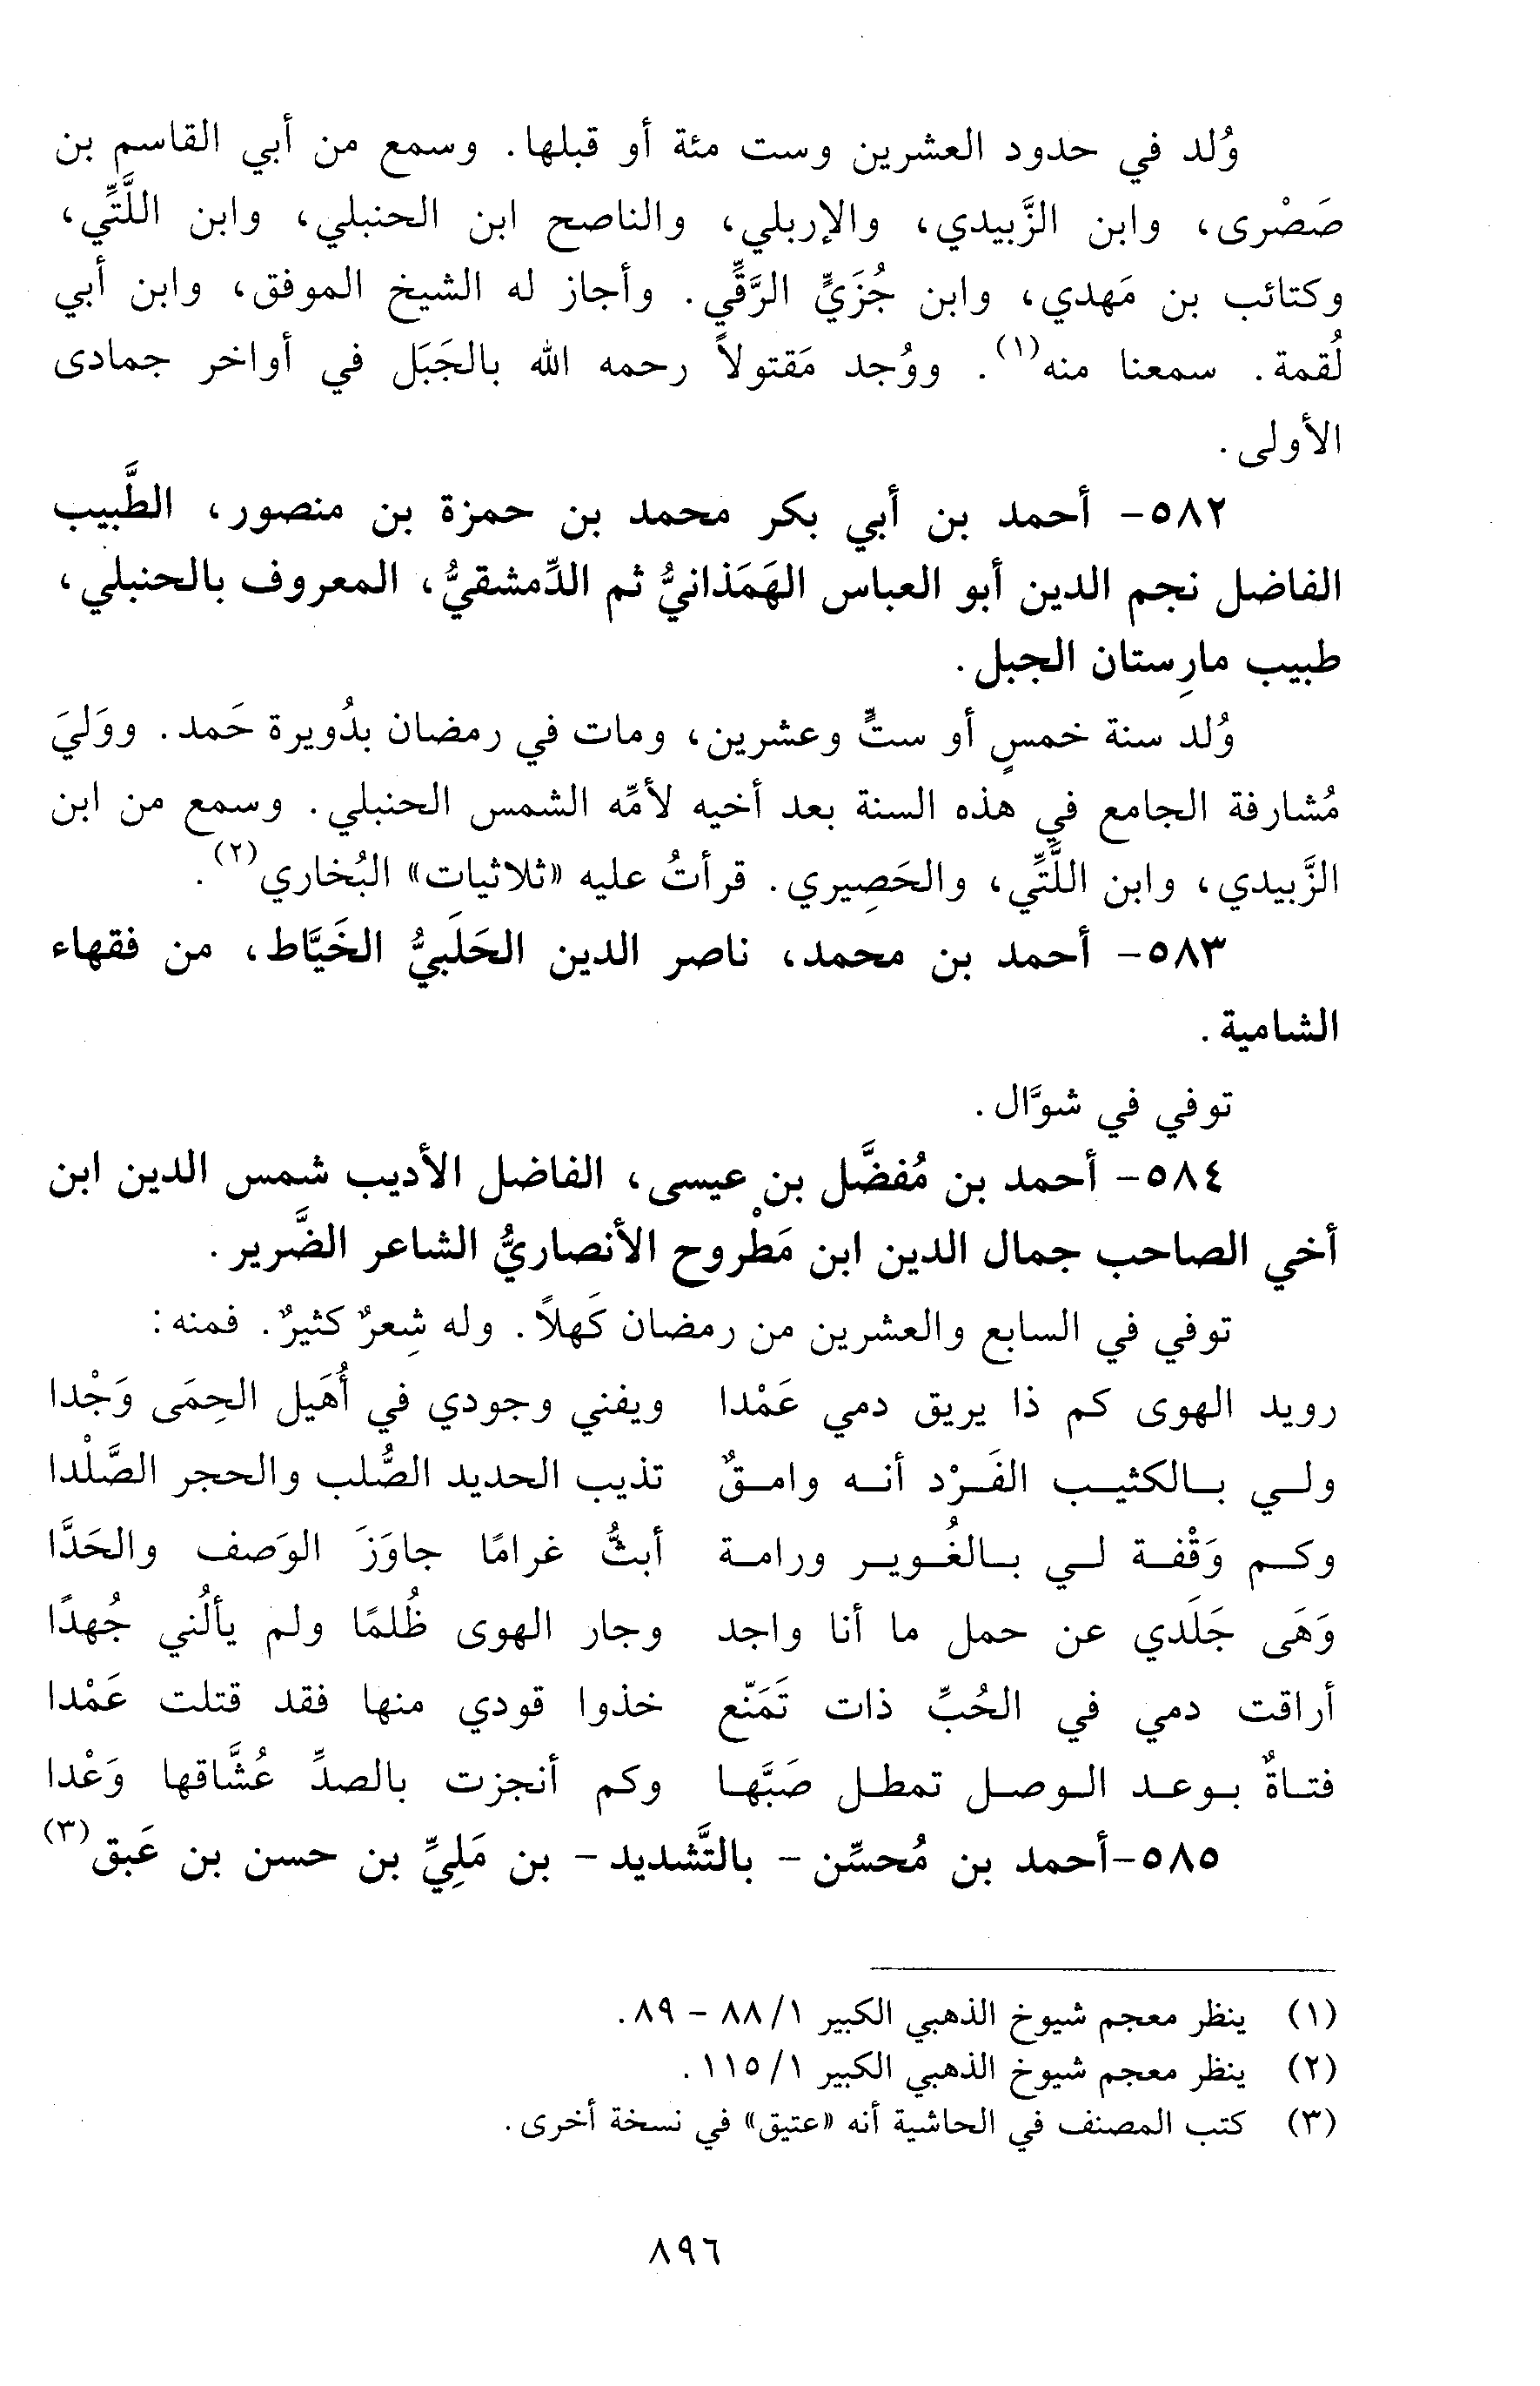 وُلد في حدود العشرين وست مئة أو قبلها. وسمع من أبي القاسم بن
صَصْرى، وابن الزَّبيدي، والإربلي، والناصح ابن الحنبلي، وابن اللَّتِّي،
وكتائب بن مَهدي، وابن جُزَيٍّ الرَّقِّي. وأجاز له الشيخ الموفق، وابن أبي
لُقمة. سمعنا منه(١). ووُجد مَقتولاً رحمه الله بالجَبَل في أواخر جمادى
الأولى.
٥٨٢- أحمد بن أبي بكر محمد بن حمزة بن منصور، الطَّبيب
الفاضل نجم الدين أبو العباس الهَمَذانيُّ ثم الدِّمشقيُّ، المعروف بالحنبلي،
طبيب مارِستان الجبل.
وُلد سنة خمسٍ أو ستٍّ وعشرين، ومات في رمضان بدُويرة حَمد. ووَليَ
مُشارفة الجامع في هذه السنة بعد أخيه لأمِّه الشمس الحنبلي. وسمع من ابن
الزَّبيدي، وابن اللَّتِّي، والحَصِيري. قرأتُ عليه «ثلاثيات» البُخاري(٢).
٥٨٣- أحمد بن محمد، ناصر الدين الحَلَبيُّ الخَيَّاط، من فقهاء
الشامية.
توفي في شوَّال.
٥٨٤- أحمد بن مُفضَّل بن عيسى، الفاضل الأديب شمس الدين ابن
أخي الصاحب جمال الدين ابن مَطْروح الأنصاريُّ الشاعر الضَّرير.
توفي في السابع والعشرين من رمضان كَهلاً. وله شِعرٌ كثيرٌ. فمنه:
رويد الهوى كم ذا يريق دمي عَمْدا ويفني وجودي في أُهَيل الحِمَى وَجْدا
ولي بالكثيب الفَرْد أنه وامقٌ تذيب الحديد الصُّلب والحجر الصَّلْدا
وكم وَقْفة لي بالغُوير ورامة أبثُّ غرامًا جاوَزَ الوَصف والحَدَّا
وَهَى جَلَدي عن حمل ما أنا واجد وجار الهوى ظُلمًا ولم يألُني جُهدًا
أراقت دمي في الحُبِّ ذات تَمَنّع خذوا قودي منها فقد قتلت عَمْدا
فتاةٌ بوعد الوصل تمطل صَبَّها وكم أنجزت بالصدِّ عُشَّاقها وَعْدا
٥٨٥-أحمد بن مُحسِّن - بالتَّشديد - بن مَلِيِّ بن حسن بن عَبق(٣)
(١) ينظر معجم شيوخ الذهبي الكبير ١/ ٨٨ - ٨٩.
(٢) ينظر معجم شيوخ الذهبي الكبير ١/ ١١٥.
(٣) كتب المصنف في الحاشية أنه «عتيق» في نسخة أخرى.
٨٩٦